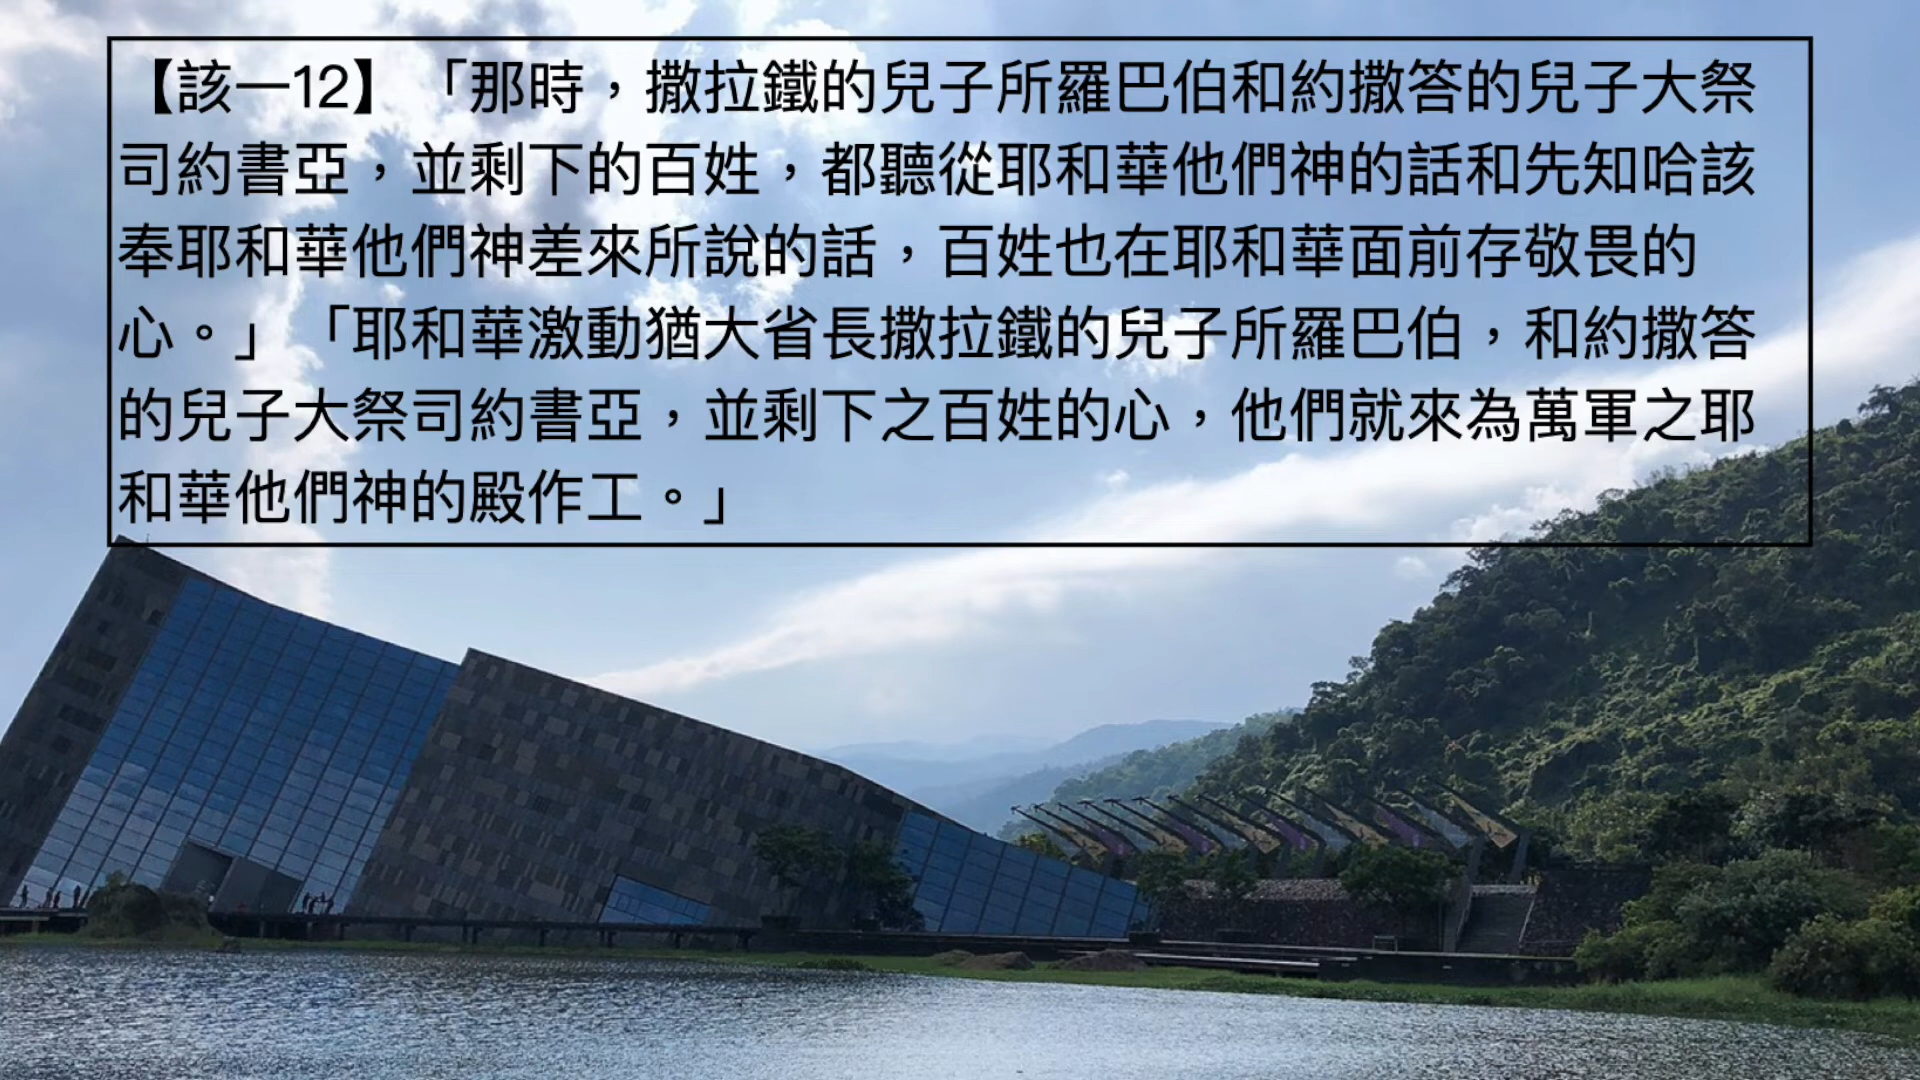 【該一12】「那時，撒拉鐵的兒子所羅巴伯和約撒答的兒子大祭
司約書亞，並剩下的百姓，都聽從耶和華他們神的話和先知哈該
奉耶和華他們神差來所說的話，百姓也在耶和華面前存敬畏的
心。」「耶和華激動猶大省長撒拉鐵的兒子所羅巴伯，和約撒答
的兒子大祭司約書亞，並剩下之百姓的心，他們就來為萬軍之耶
和華他們神的殿作工。」